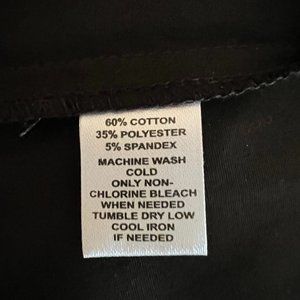 60% COTTON
35% POLYESTER
5% SPANDEX
MACHINE WASH
COLD
ONLY NON-
CHLORINE BLEACH
WHEN NEEDED
TUMBLE DRY LOW
COOL IRON
IF NEEDED